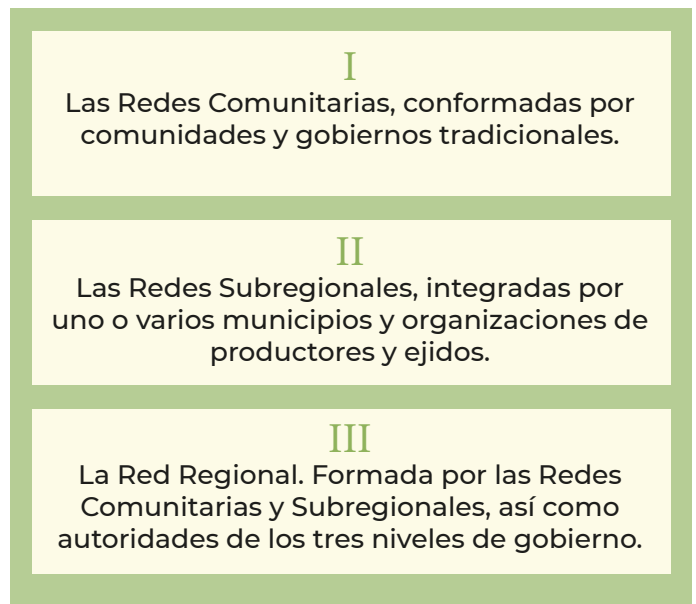 I
Las Redes Comunitarias, conformadas por
comunidades y gobiernos tradicionales.
II
Las Redes Subregionales, integradas por
uno o varios municipios y organizaciones de
productores y ejidos.
III
La Red Regional. Formada por las Redes
Comunitarias y Subregionales, así como
autoridades de los tres niveles de gobierno.